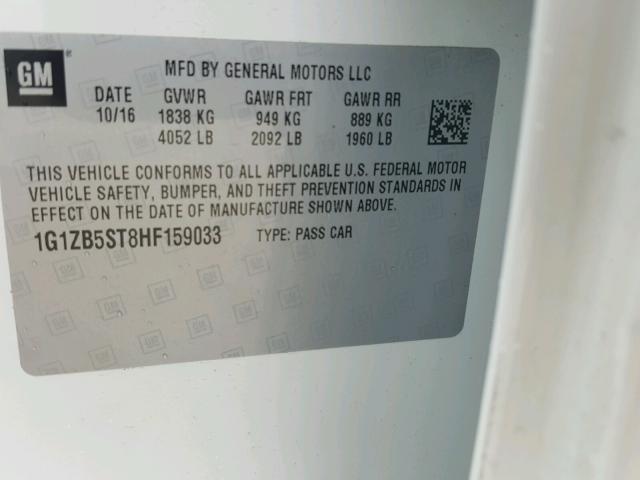 GM
MFD BY GENERAL MOTORS LLC
DATE GVWR GAWR FRT GAWR RR
10/16 1838 KG 949 KG 889 KG
4052 LB 2092 LB 1960 LB
THIS VEHICLE CONFORMS TO ALL APPLICABLE U.S. FEDERAL MOTOR
VEHICLE SAFETY, BUMPER, AND THEFT PREVENTION STANDARDS IN
EFFECT ON THE DATE OF MANUFACTURE SHOWN ABOVE.
1G1ZB5ST8HF159033 TYPE: PASS CAR